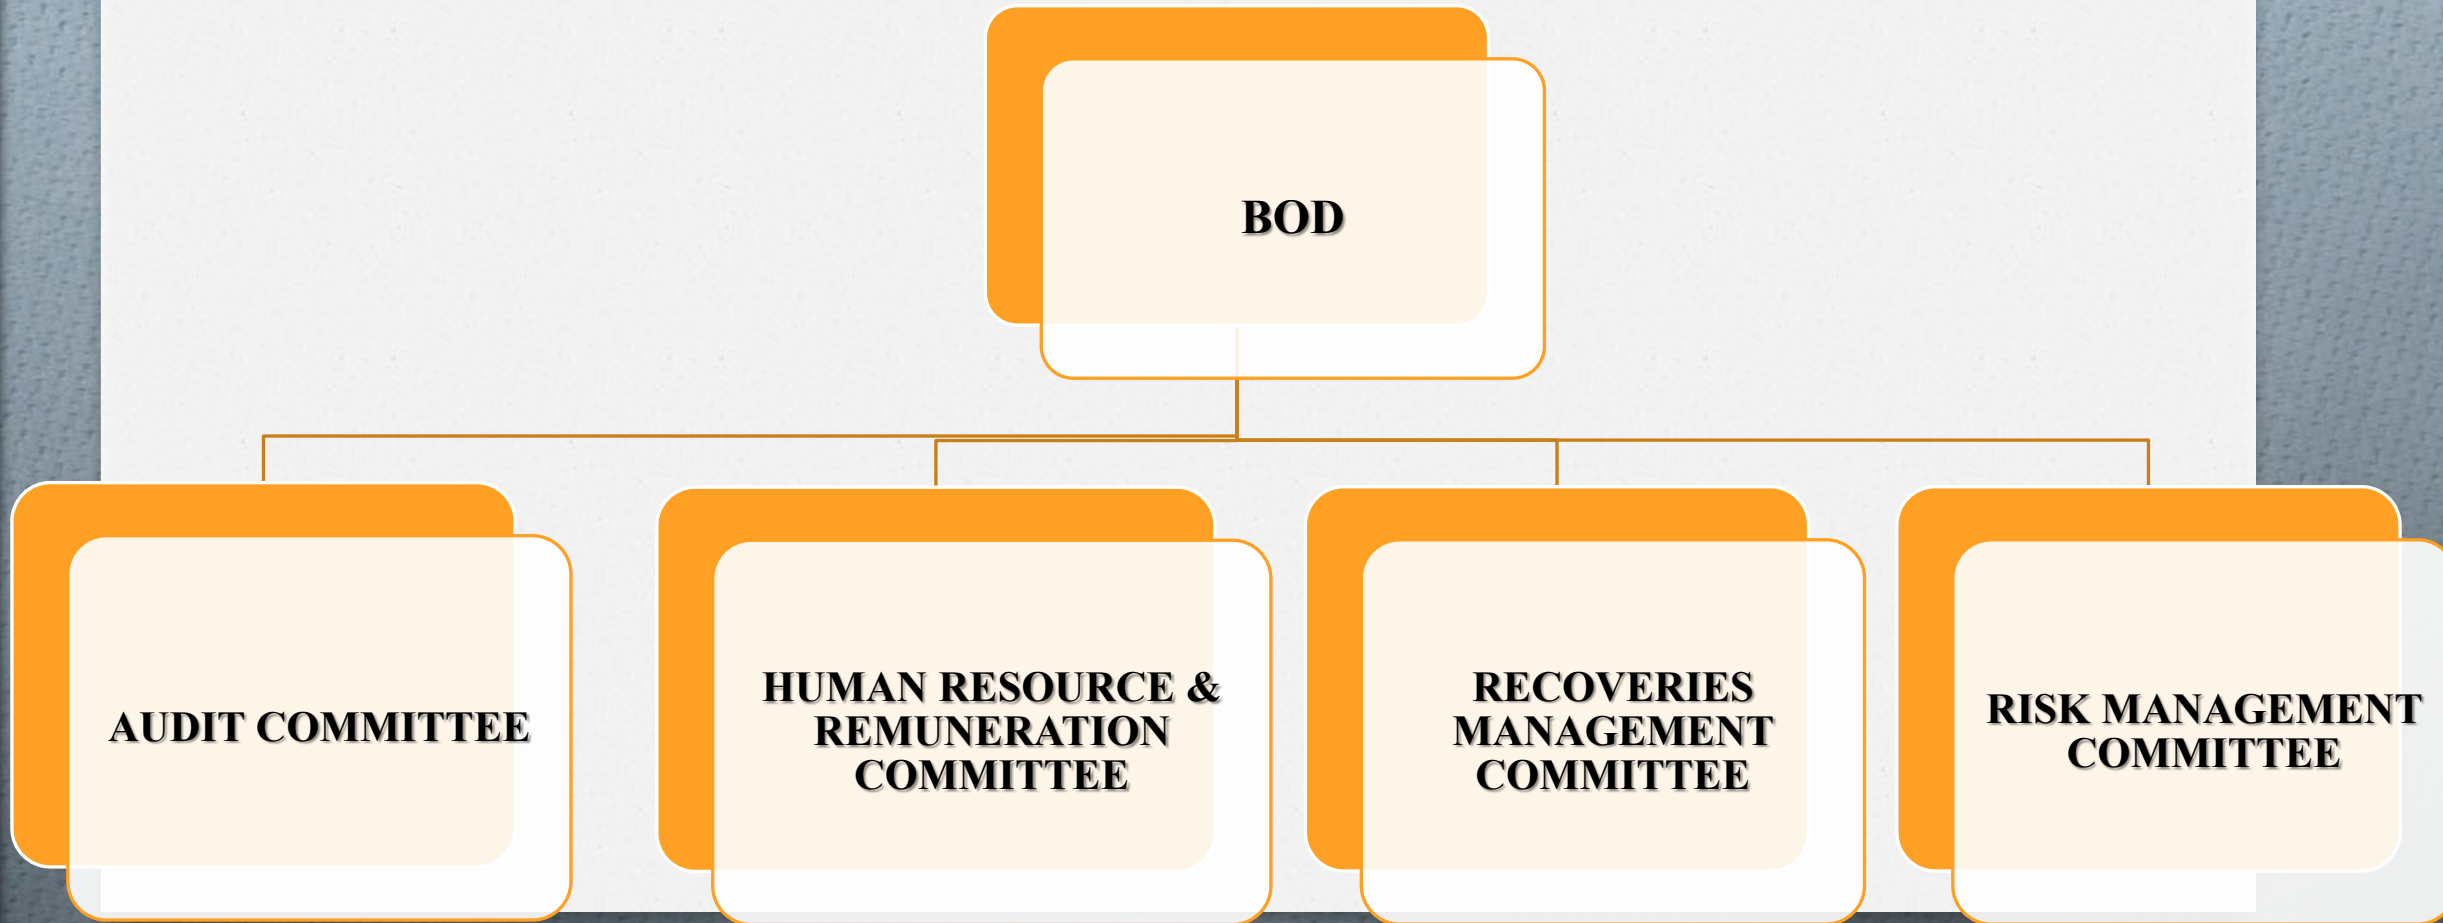 BOD
AUDIT COMMITTEE
HUMAN RESOURCE &
REMUNERATION
COMMITTEE
RECOVERIES
MANAGEMENT
COMMITTEE
RISK MANAGEMENT
COMMITTEE